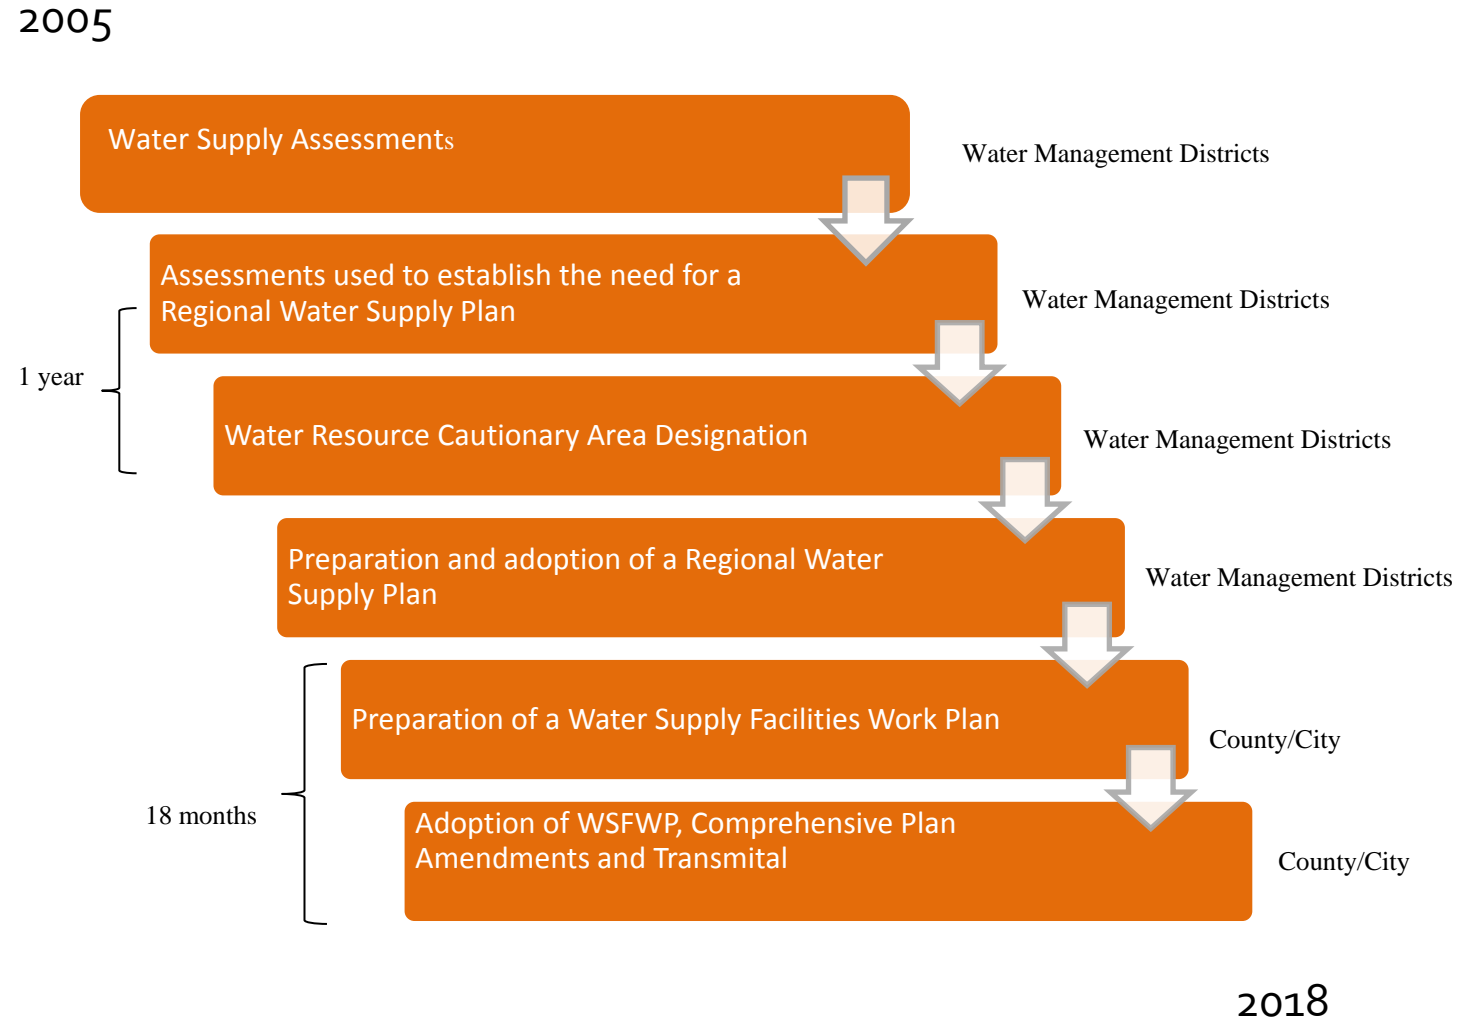 2005
Water Supply Assessments
Water Management Districts
Assessments used to establish the need for a
Regional Water Supply Plan
Water Management Districts
1 year
Water Resource Cautionary Area Designation
Water Management Districts
Preparation and adoption of a Regional Water
Supply Plan
Water Management Districts
Preparation of a Water Supply Facilities Work Plan
County/City
18 months
Adoption of WSFWP, Comprehensive Plan
Amendments and Transmital
County/City
2018